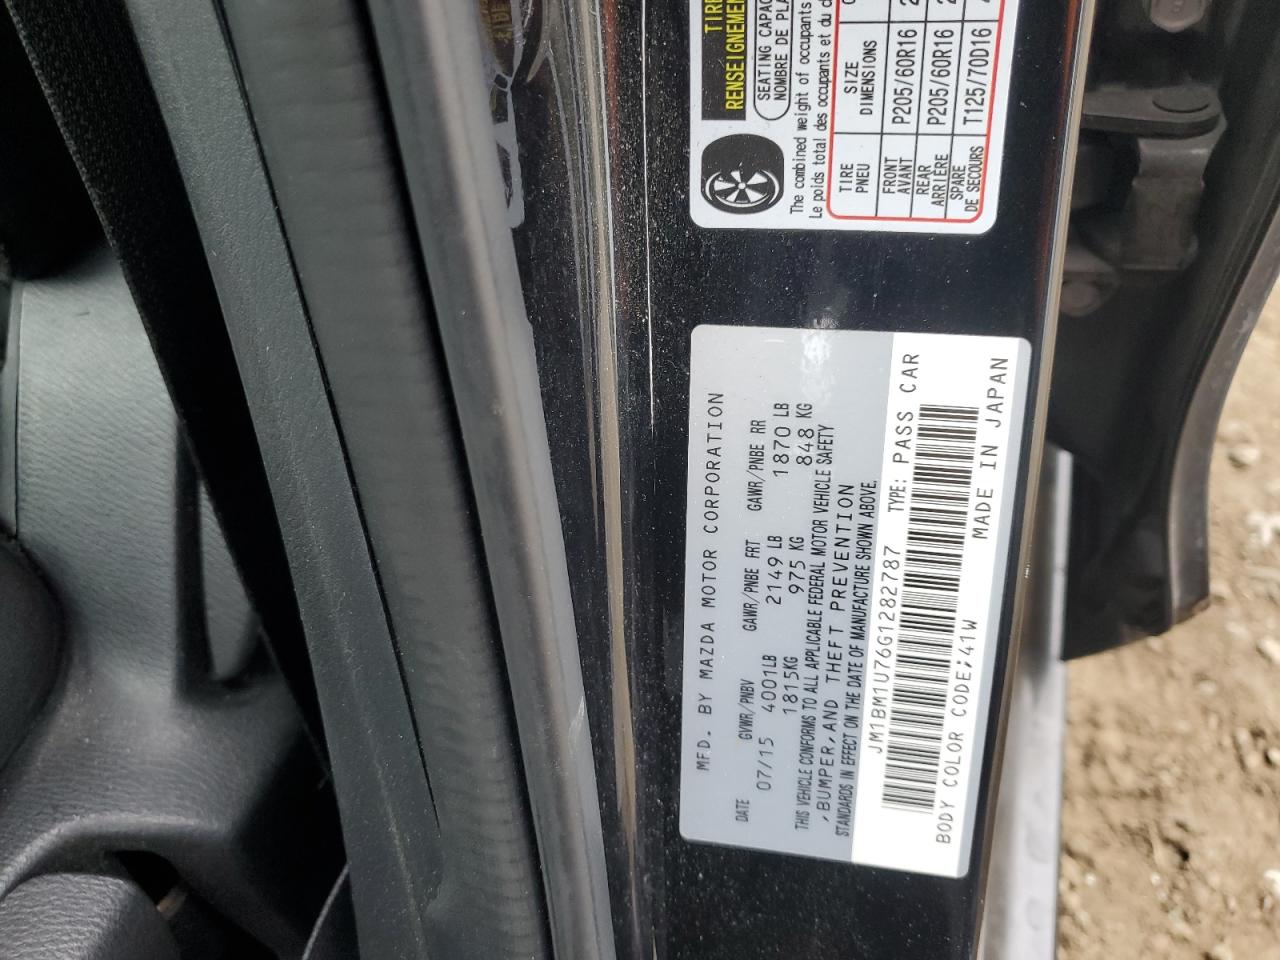 TIRE
RENSEIGNEMEN
SEATING CAPAC
NOMBRE DE PLA
The combined weight of occupants
Le poids total des occupants et du
TIRE SIZE
PNEU DIMENSIONS
FRONT
AVANT P205/60R16
REAR
ARRIÈRE P205/60R16
SPARE
DE SECOURS T125/70D16
MFD. BY MAZDA MOTOR CORPORATION
DATE GVWR/PNBV GAWR/PNBE FRT GAWR/PNBE RR
07/15 4001LB 2149 LB 1870 LB
1815KG 975 KG 848 KG
THIS VEHICLE CONFORMS TO ALL APPLICABLE FEDERAL MOTOR VEHICLE SAFETY
,BUMPER,AND THEFT PREVENTION
STANDARDS IN EFFECT ON THE DATE OF MANUFACTURE SHOWN ABOVE.
JM1BM1U76G1282787 TYPE: PASS CAR
BODY COLOR CODE;41W MADE IN JAPAN